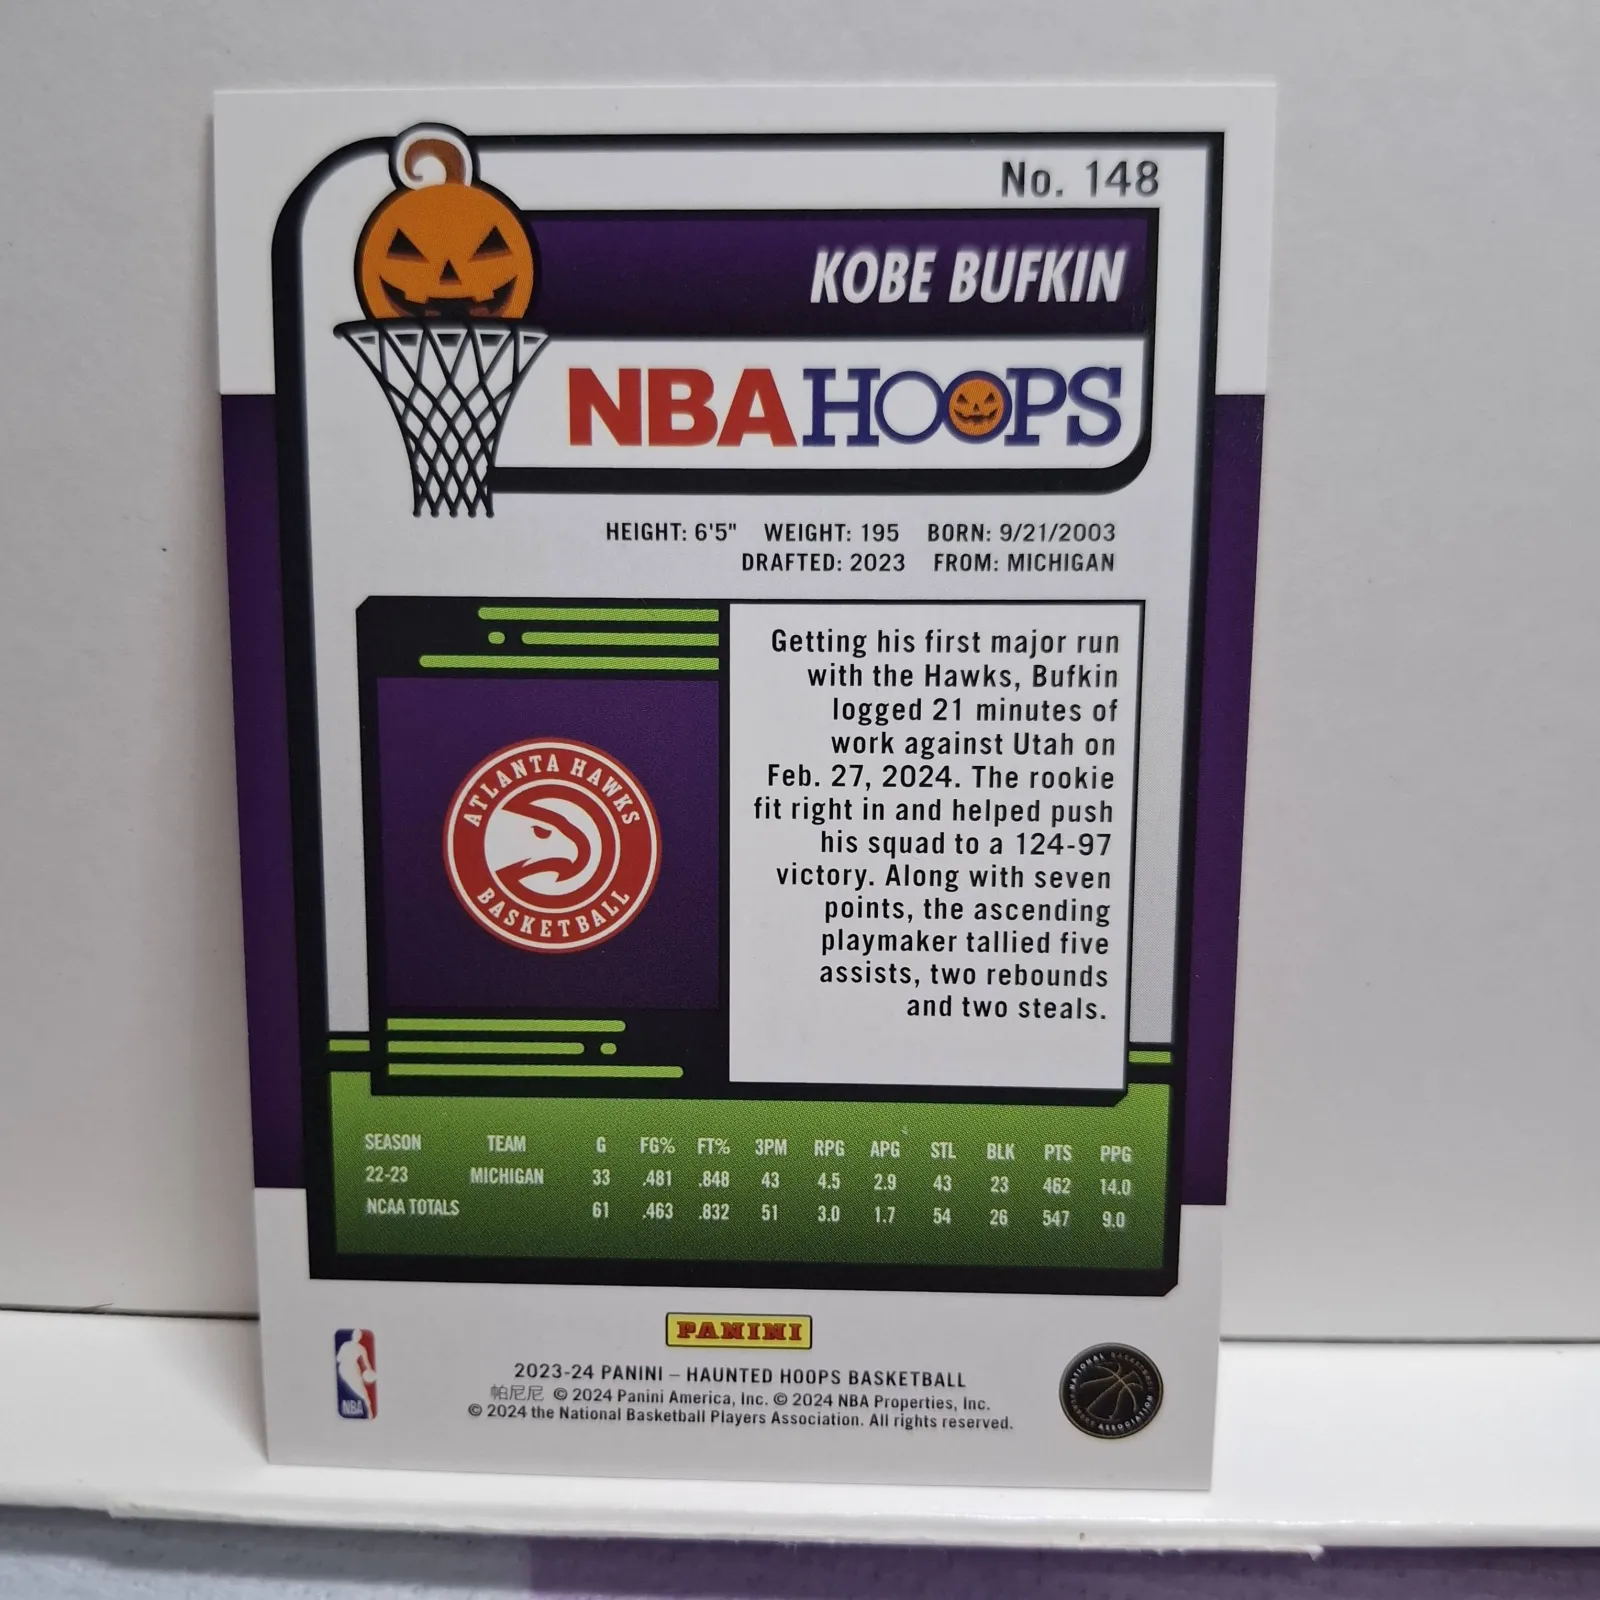 No. 148
KOBE BUFKIN
NBA HOOPS
HEIGHT: 6'5" WEIGHT: 195 BORN: 9/21/2003
DRAFTED: 2023 FROM: MICHIGAN
Getting his first major run
with the Hawks, Bufkin
logged 21 minutes of
work against Utah on
Feb. 27, 2024. The rookie
fit right in and helped push
his squad to a 124-97
victory. Along with seven
points, the ascending
playmaker tallied five
assists, two rebounds
and two steals.
ATLANTA HAWKS
BASKETBALL
SEASON TEAM G FG% FT% 3PM RPG APG STL BLK PTS PPG
22-23 MICHIGAN 33 .481 .848 43 4.5 2.9 43 23 462 14.0
NCAA TOTALS 61 .463 .832 51 3.0 1.7 54 26 547 9.0
PANINI
2023-24 PANINI – HAUNTED HOOPS BASKETBALL
帕尼尼 © 2024 Panini America, Inc. © 2024 NBA Properties, Inc.
© 2024 the National Basketball Players Association. All rights reserved.
NBA
NATIONAL BASKETBALL
PLAYERS ASSOCIATION